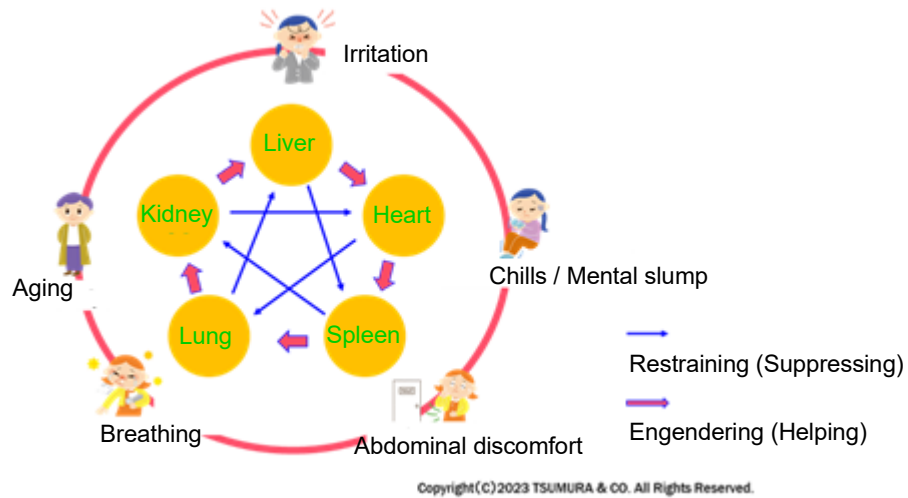 Irritation
Liver
Kidney
Heart
Aging
Chills / Mental slump
Lung
Spleen
Restraining (Suppressing)
Breathing
Abdominal discomfort
Engendering (Helping)
Copyright(C)2023 TSUMURA & CO. All Rights Reserved.